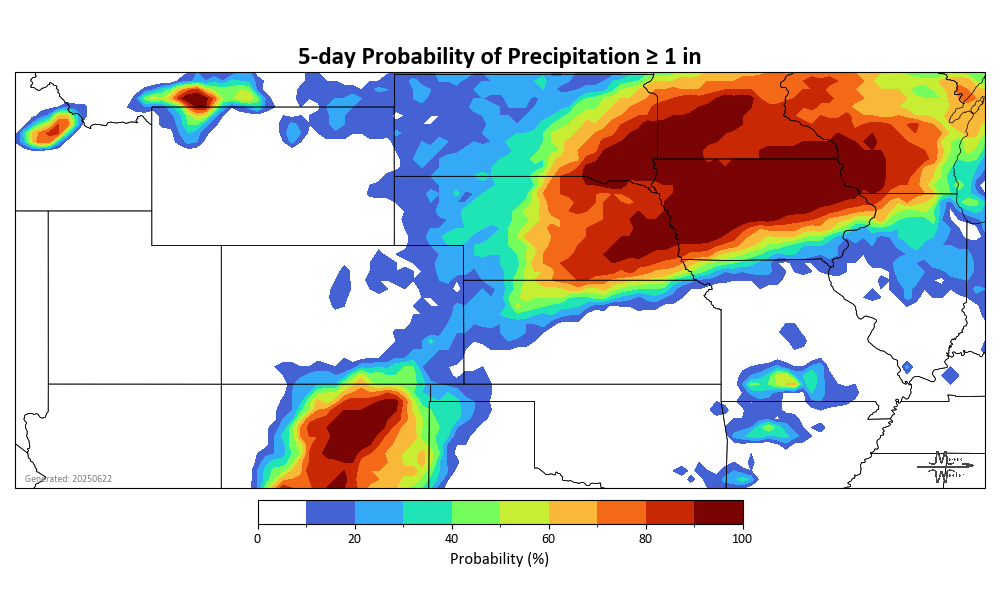 5-day Probability of Precipitation ≥ 1 in
Generated: 20250622
0 20 40 60 80 100
Probability (%)